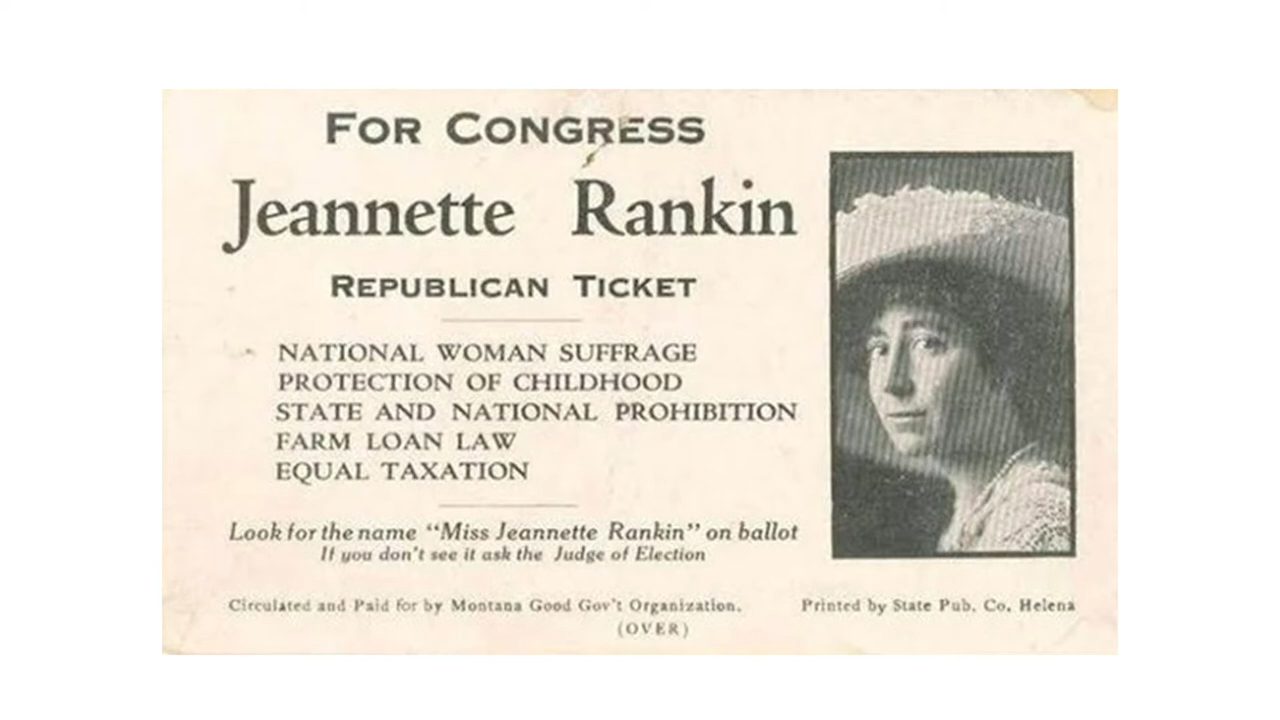 FOR CONGRESS
Jeannette Rankin
REPUBLICAN TICKET
NATIONAL WOMAN SUFFRAGE
PROTECTION OF CHILDHOOD
STATE AND NATIONAL PROHIBITION
FARM LOAN LAW
EQUAL TAXATION
Look for the name “Miss Jeannette Rankin” on ballot
If you don't see it ask the Judge of Election
Circulated and Paid for by Montana Good Gov't Organization. Printed by State Pub. Co. Helena
(OVER)